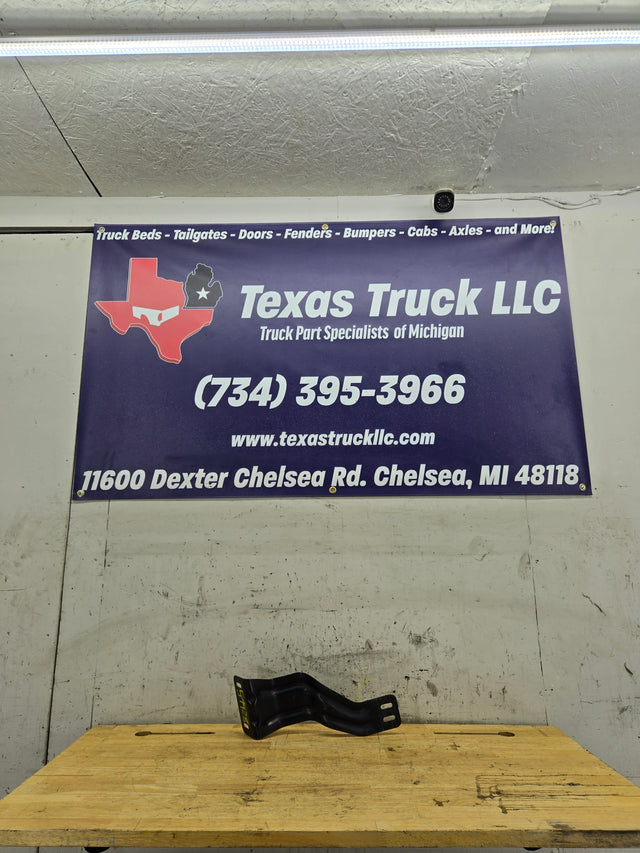 Truck Beds - Tailgates - Doors - Fenders - Bumpers - Cabs - Axles - and More!
Texas Truck LLC
Truck Part Specialists of Michigan
(734) 395-3966
www.texastruckllc.com
11600 Dexter Chelsea Rd. Chelsea, MI 48118